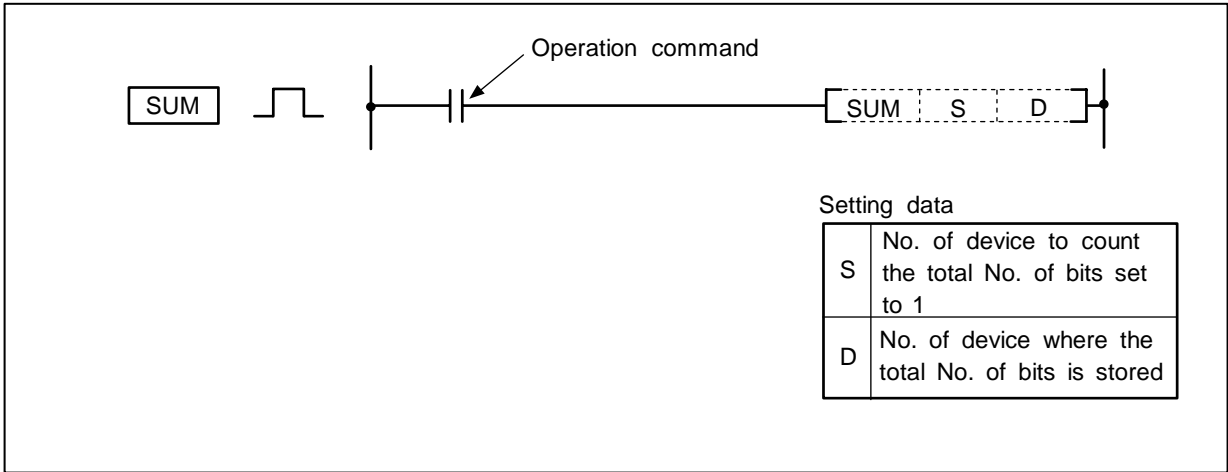 Operation command
SUM
SUM S D
Setting data
S No. of device to count
the total No. of bits set
to 1
D No. of device where the
total No. of bits is stored